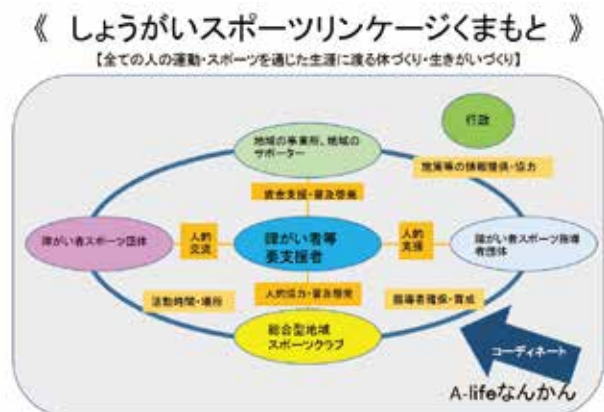 《 しょうがいスポーツリンケージくまもと 》
【全ての人の運動・スポーツを通じた生涯に渡る体づくり・生きがいづくり】
行政
地域の事業所、地域の
サポーター
施策等の情報提供・協力
資金支援・普及啓発
障がい者スポーツ団体
人的
交流
障がい者等
要支援者
人的
支援
障がい者スポーツ指導
者団体
人的協力・普及啓発
活動時間・場所
指導者確保・育成
総合型地域
スポーツクラブ
コーディネート
A-lifeなんかん